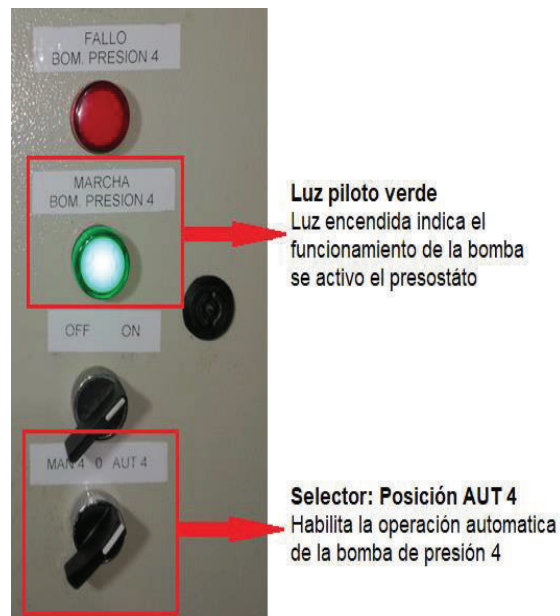 FALLO
BOM. PRESION 4
MARCHA
BOM. PRESION 4
OFF ON
MAN 4 0 AUT 4
Luz piloto verde
Luz encendida indica el
funcionamiento de la bomba
se activo el presostáto
Selector: Posición AUT 4
Habilita la operación automatica
de la bomba de presión 4